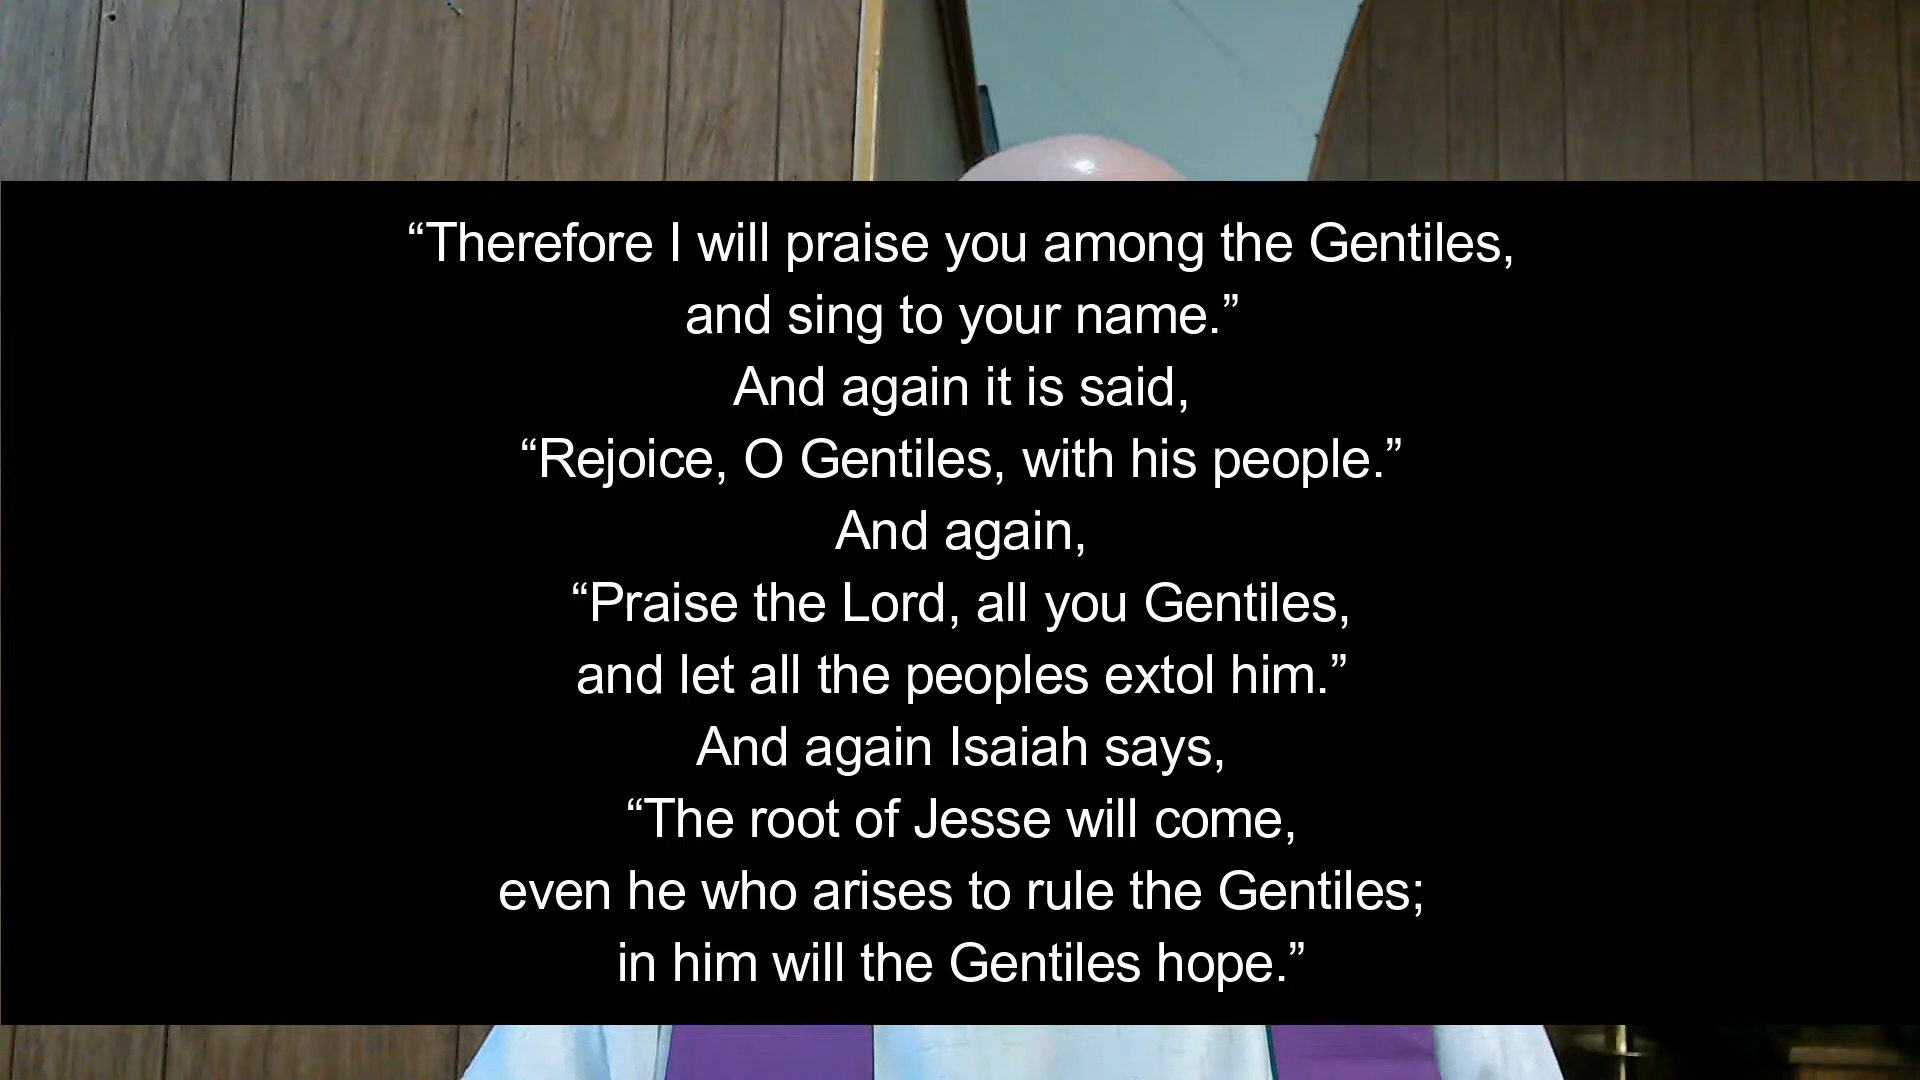 “Therefore I will praise you among the Gentiles,
and sing to your name.”
And again it is said,
“Rejoice, O Gentiles, with his people.”
And again,
“Praise the Lord, all you Gentiles,
and let all the peoples extol him.”
And again Isaiah says,
“The root of Jesse will come,
even he who arises to rule the Gentiles;
in him will the Gentiles hope.”